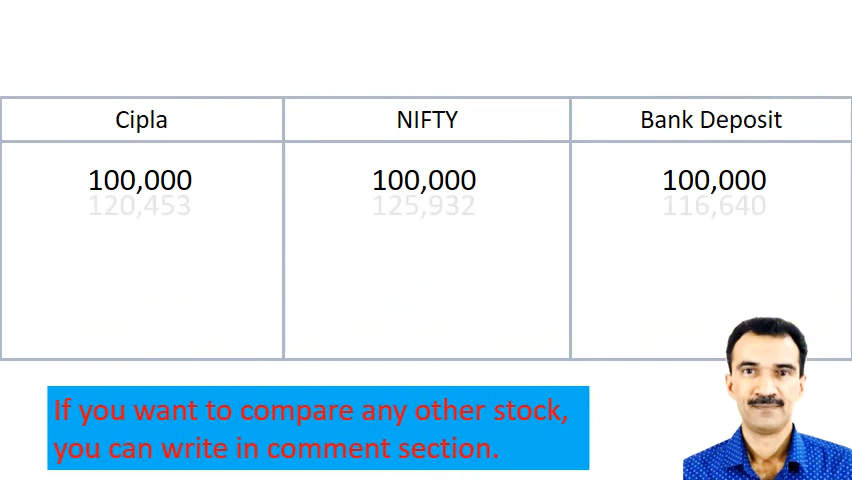 Cipla NIFTY Bank Deposit
100,000 100,000 100,000
120,453 125,932 116,640
If you want to compare any other stock,
you can write in comment section.